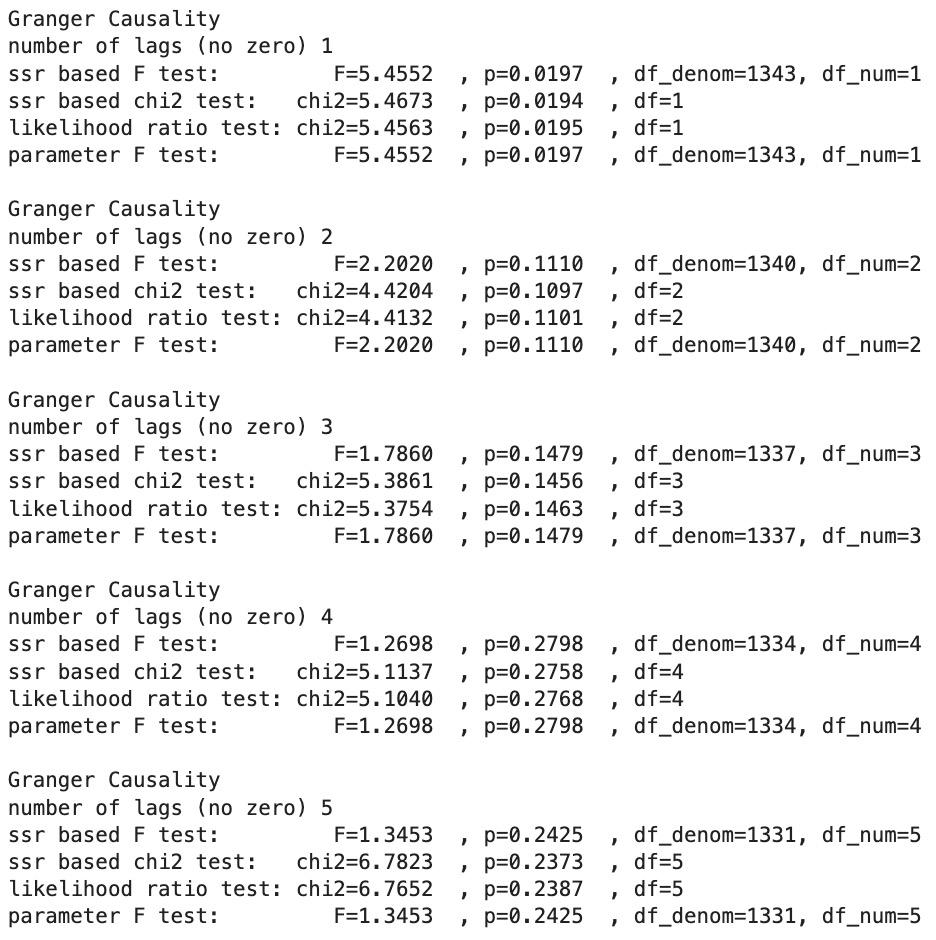 Granger Causality
number of lags (no zero) 1
ssr based F test:         F=5.4552  , p=0.0197  , df_denom=1343, df_num=1
ssr based chi2 test:   chi2=5.4673  , p=0.0194  , df=1
likelihood ratio test: chi2=5.4563  , p=0.0195  , df=1
parameter F test:         F=5.4552  , p=0.0197  , df_denom=1343, df_num=1

Granger Causality
number of lags (no zero) 2
ssr based F test:         F=2.2020  , p=0.1110  , df_denom=1340, df_num=2
ssr based chi2 test:   chi2=4.4204  , p=0.1097  , df=2
likelihood ratio test: chi2=4.4132  , p=0.1101  , df=2
parameter F test:         F=2.2020  , p=0.1110  , df_denom=1340, df_num=2

Granger Causality
number of lags (no zero) 3
ssr based F test:         F=1.7860  , p=0.1479  , df_denom=1337, df_num=3
ssr based chi2 test:   chi2=5.3861  , p=0.1456  , df=3
likelihood ratio test: chi2=5.3754  , p=0.1463  , df=3
parameter F test:         F=1.7860  , p=0.1479  , df_denom=1337, df_num=3

Granger Causality
number of lags (no zero) 4
ssr based F test:         F=1.2698  , p=0.2798  , df_denom=1334, df_num=4
ssr based chi2 test:   chi2=5.1137  , p=0.2758  , df=4
likelihood ratio test: chi2=5.1040  , p=0.2768  , df=4
parameter F test:         F=1.2698  , p=0.2798  , df_denom=1334, df_num=4

Granger Causality
number of lags (no zero) 5
ssr based F test:         F=1.3453  , p=0.2425  , df_denom=1331, df_num=5
ssr based chi2 test:   chi2=6.7823  , p=0.2373  , df=5
likelihood ratio test: chi2=6.7652  , p=0.2387  , df=5
parameter F test:         F=1.3453  , p=0.2425  , df_denom=1331, df_num=5